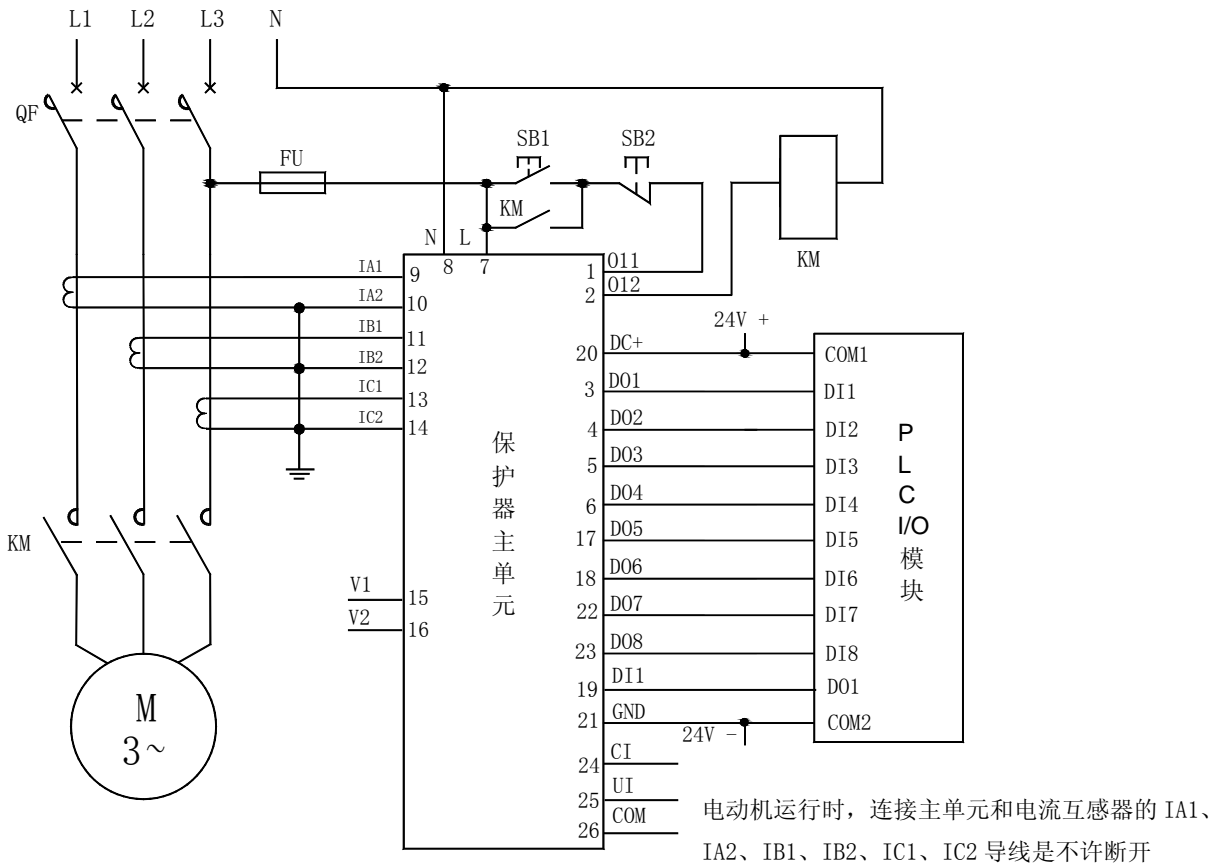 L1 L2 L3 N
QF
FU
SB1 SB2
KM
KM
N L
8 7
IA1 9
IA2 10
IB1 11
IB2 12
IC1 13
IC2 14
V1 15
V2 16
KM
M
3~
保护器主单元
1 O11
2 O12
24V +
20 DC+ COM1
3 DO1 DI1
4 DO2 DI2
5 DO3 DI3
6 DO4 DI4
17 DO5 DI5
18 DO6 DI6
22 DO7 DI7
23 DO8 DI8
19 DI1 DO1
21 GND COM2
24V -
24 CI
25 UI
26 COM
PLC I/O模块
电动机运行时，连接主单元和电流互感器的 IA1、
IA2、IB1、IB2、IC1、IC2 导线是不许断开